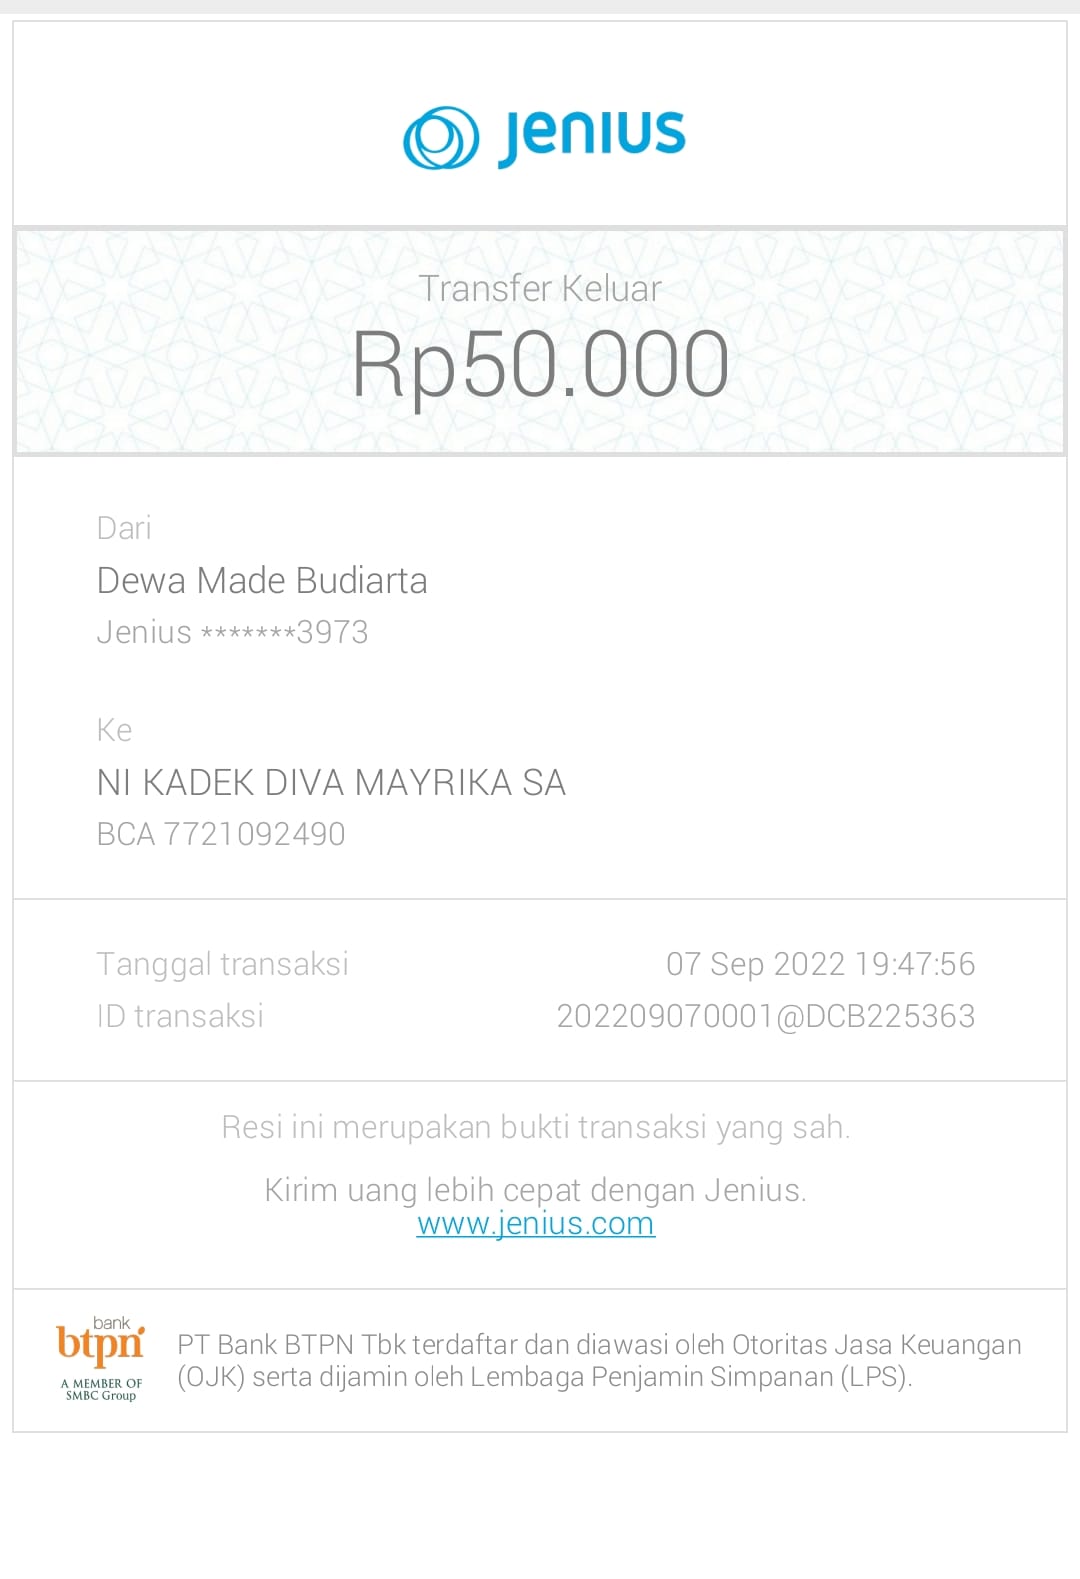 jenius
Transfer Keluar
Rp50.000
Dari
Dewa Made Budiarta
Jenius *******3973
Ke
NI KADEK DIVA MAYRIKA SA
BCA 7721092490
Tanggal transaksi 07 Sep 2022 19:47:56
ID transaksi 202209070001@DCB225363
Resi ini merupakan bukti transaksi yang sah.
Kirim uang lebih cepat dengan Jenius.
www.jenius.com
bank
btpn
A MEMBER OF
SMBC Group
PT Bank BTPN Tbk terdaftar dan diawasi oleh Otoritas Jasa Keuangan
(OJK) serta dijamin oleh Lembaga Penjamin Simpanan (LPS).